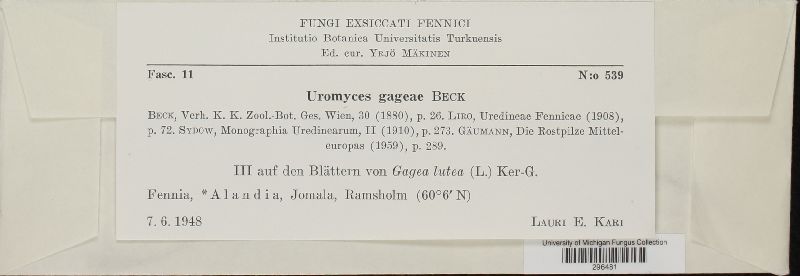 FUNGI EXSICCATI FENNICI
Institutio Botanica Universitatis Turkuensis
Ed. cur. YRJÖ MÄKINEN
Fasc. 11 N:o 539
Uromyces gageae BECK
BECK, Verh. K. K. Zool.-Bot. Ges. Wien, 30 (1880), p. 26. LIRO, Uredineae Fennicae (1908),
p. 72. SYDOW, Monographia Uredinearum, II (1910), p. 273. GÄUMANN, Die Rostpilze Mittel-
europas (1959), p. 289.
III auf den Blättern von Gagea lutea (L.) Ker-G.
Fennia, *Alandia, Jomala, Ramsholm (60°6′ N)
7. 6. 1948 LAURI E. KARI
University of Michigan Fungus Collection
296481